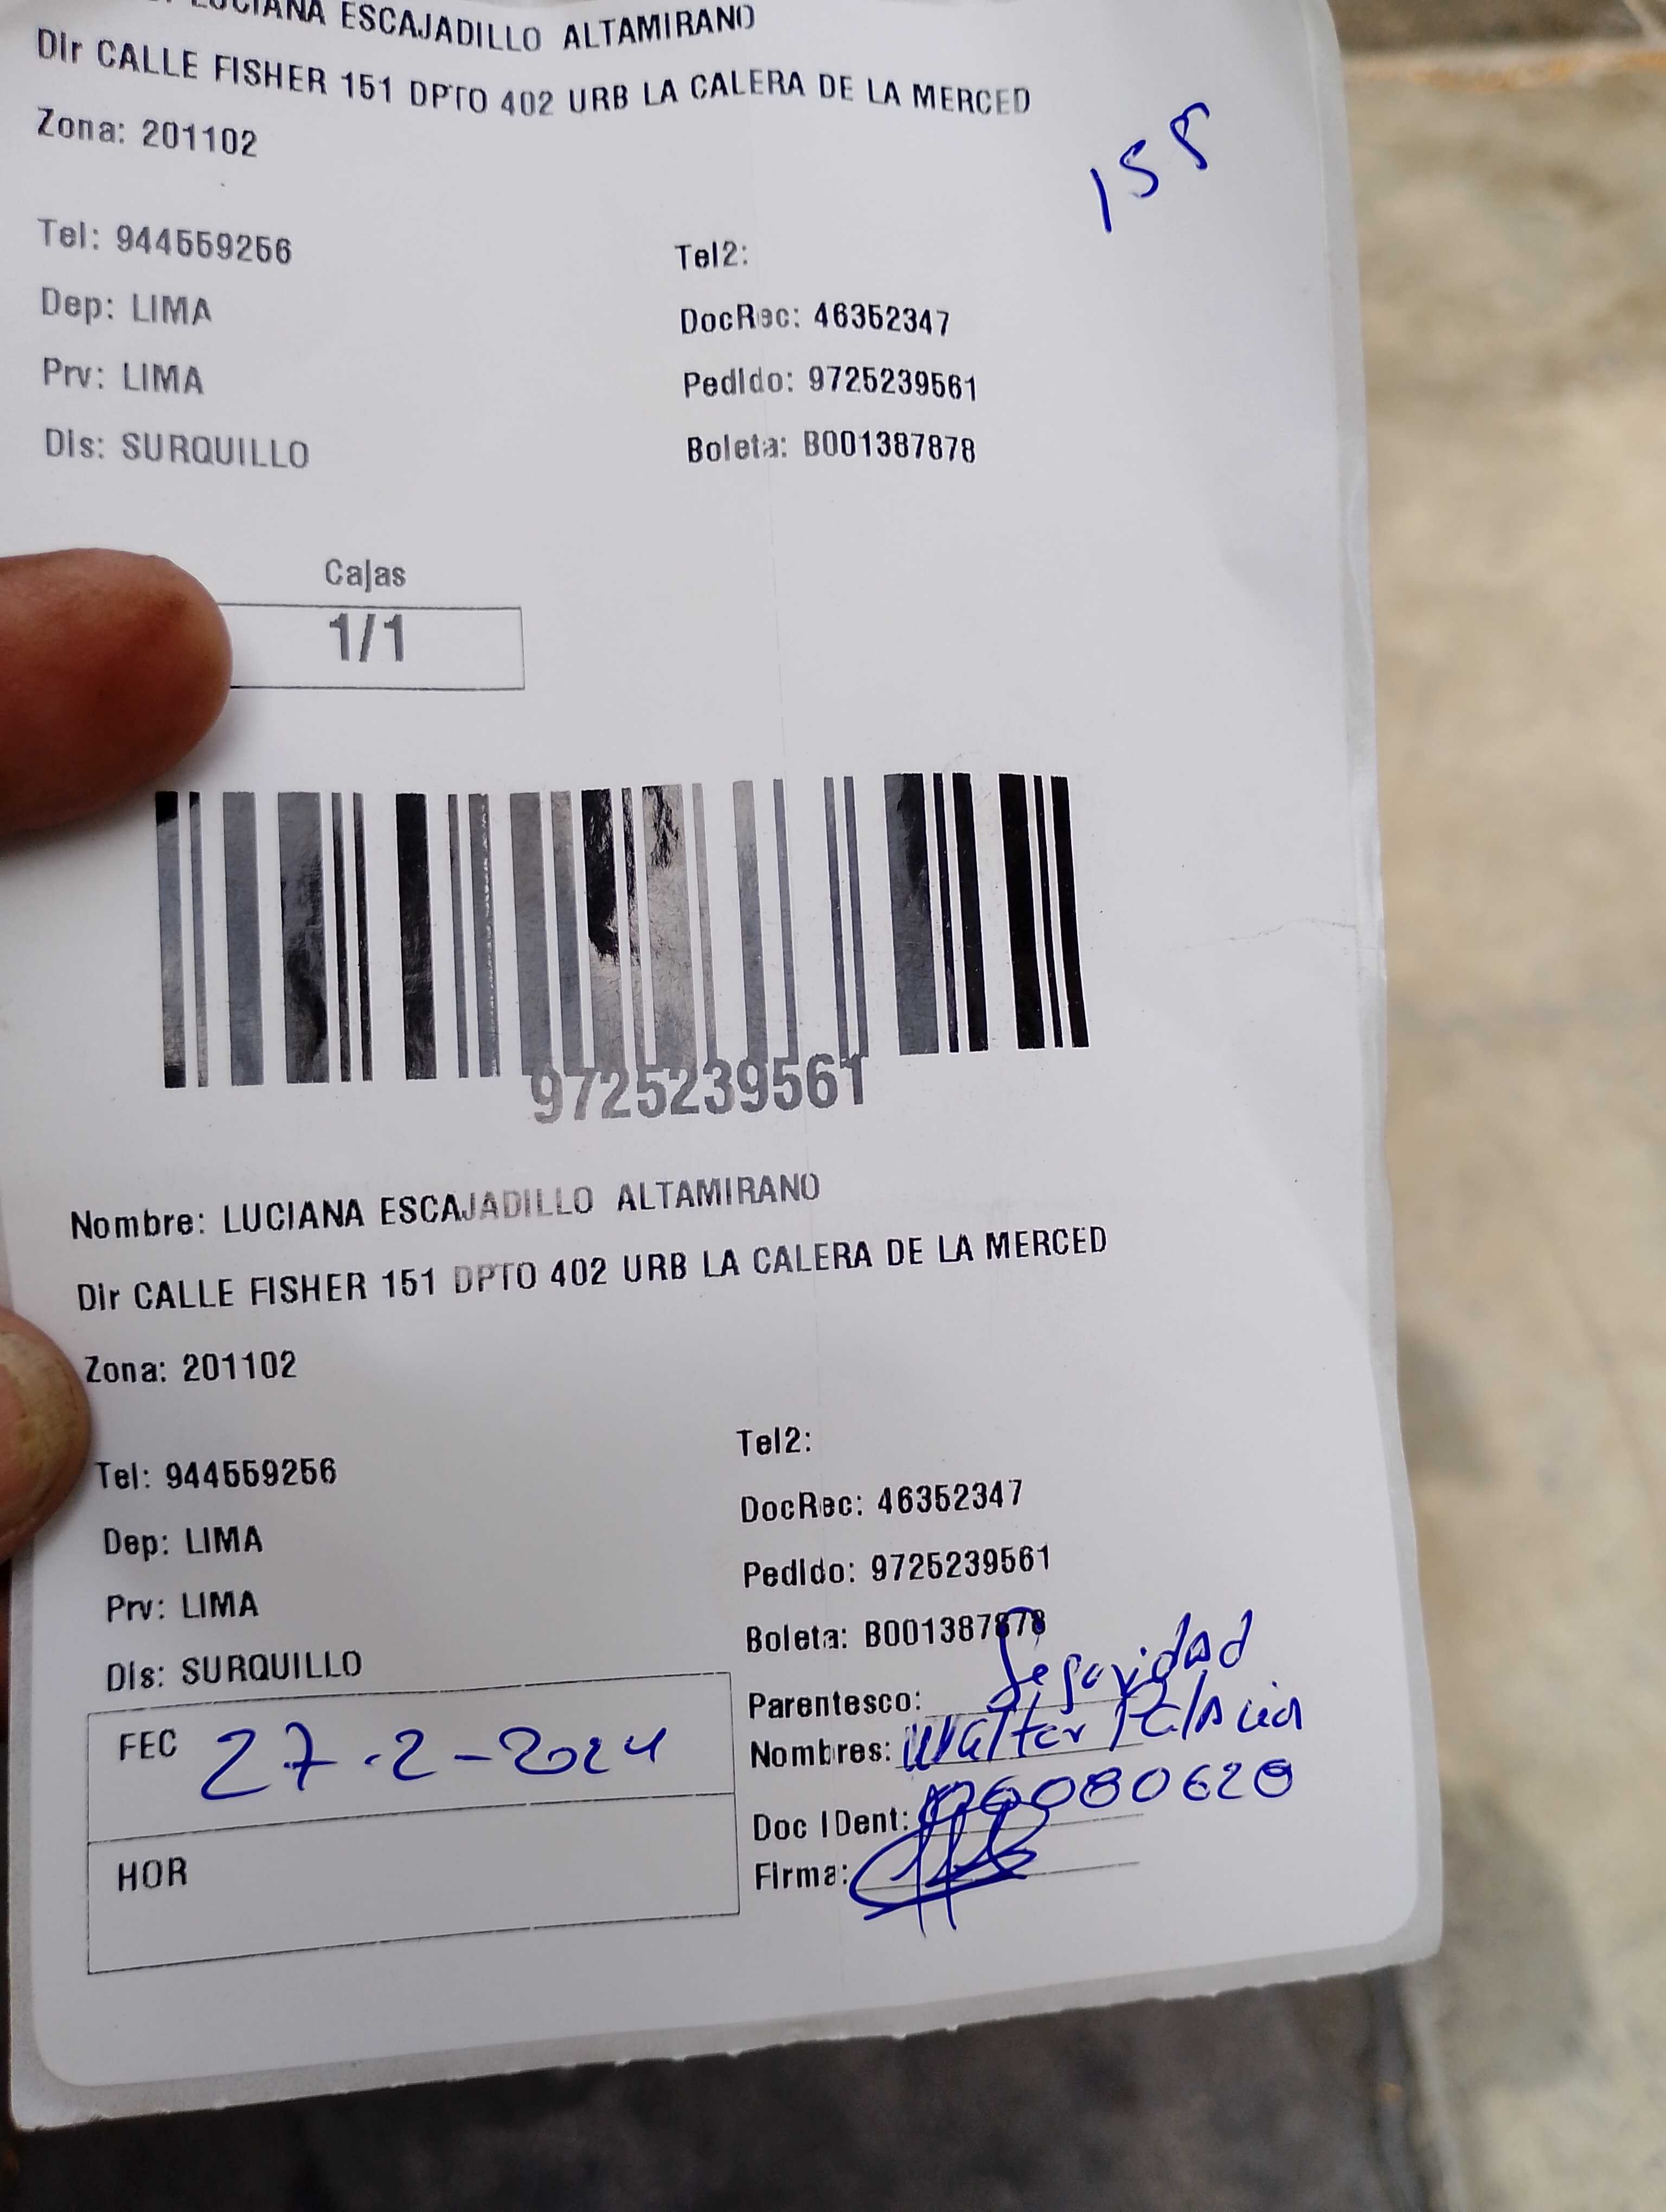 LUCIANA ESCAJADILLO ALTAMIRANO
Dir CALLE FISHER 151 DPTO 402 URB LA CALERA DE LA MERCED
Zona: 201102
155
Tel: 944559256 Tel2:
Dep: LIMA DocRec: 46352347
Prv: LIMA Pedido: 9725239561
Dis: SURQUILLO Boleta: B001387878
Cajas
1/1
9725239561
Nombre: LUCIANA ESCAJADILLO ALTAMIRANO
Dir CALLE FISHER 151 DPTO 402 URB LA CALERA DE LA MERCED
Zona: 201102
Tel: 944559256 Tel2:
Dep: LIMA DocRec: 46352347
Prv: LIMA Pedido: 9725239561
Dis: SURQUILLO Boleta: B001387878
Parentesco: Seguridad
FEC 27-2-2024 Nombres: Walter
Doc IDent:
HOR Firma: